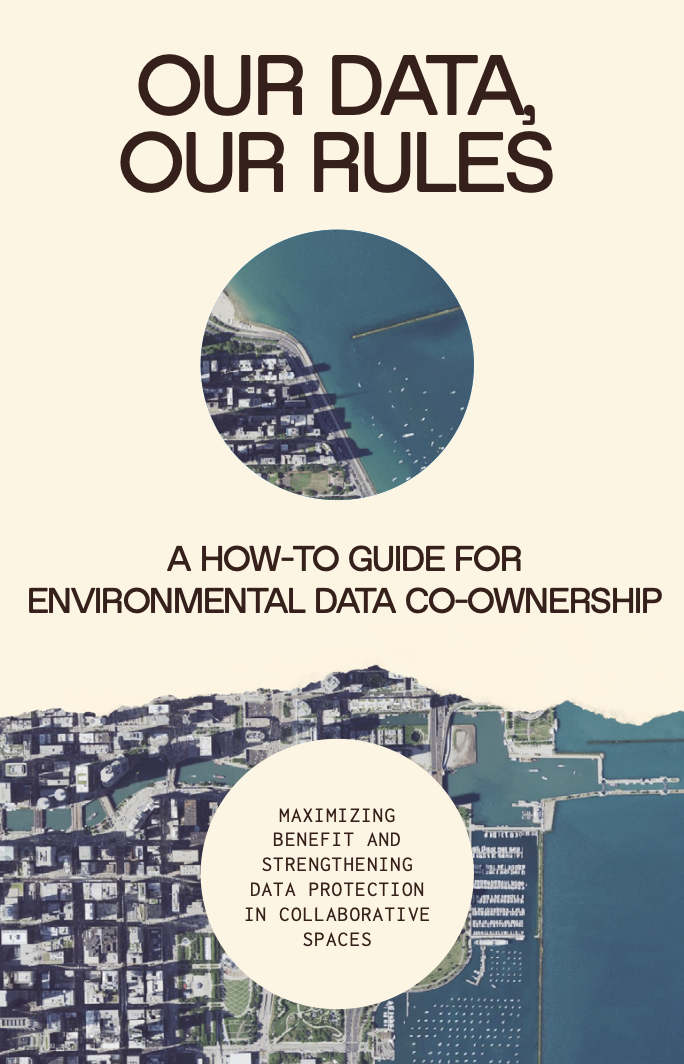 OUR DATA,
OUR RULES
A HOW-TO GUIDE FOR
ENVIRONMENTAL DATA CO-OWNERSHIP
MAXIMIZING
BENEFIT AND
STRENGTHENING
DATA PROTECTION
IN COLLABORATIVE
SPACES